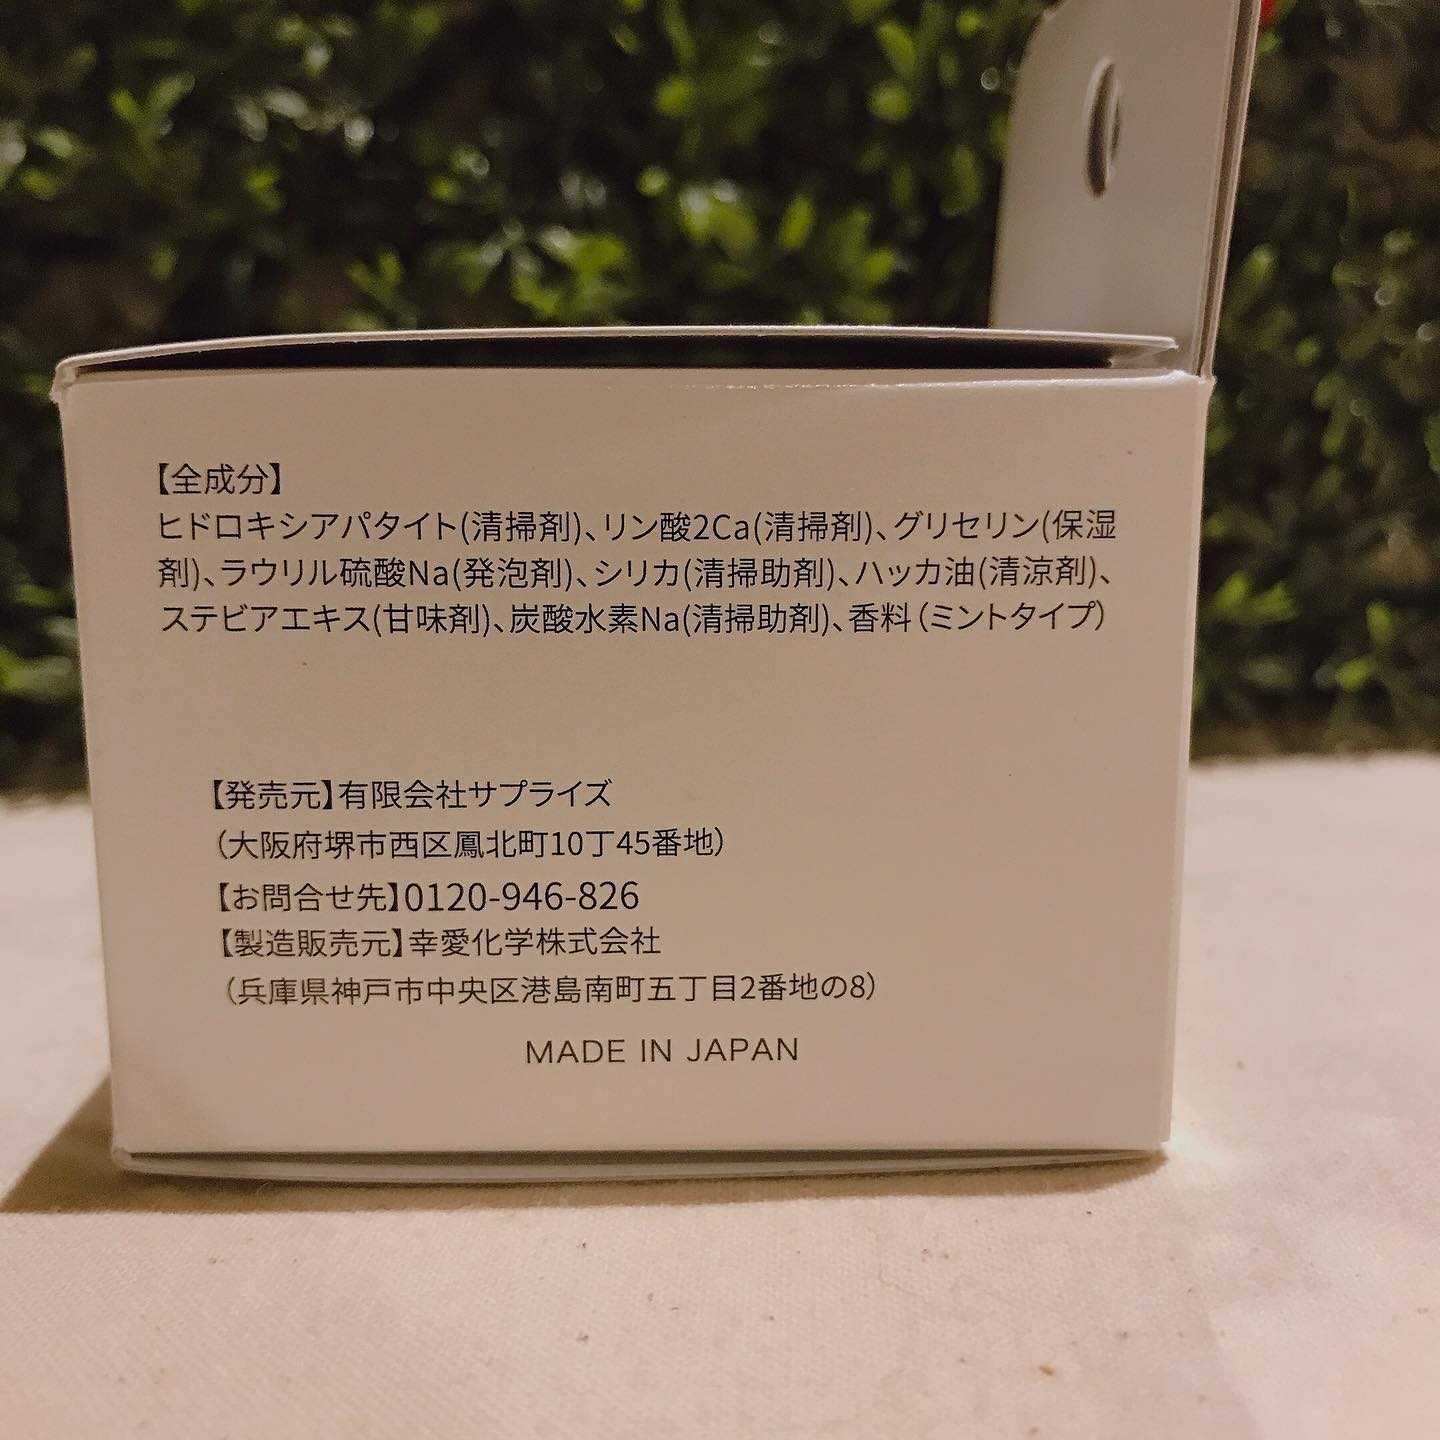 【全成分】
ヒドロキシアパタイト(清掃剤)、リン酸2Ca(清掃剤)、グリセリン(保湿
剤)、ラウリル硫酸Na(発泡剤)、シリカ(清掃助剤)、ハッカ油(清涼剤)、
ステビアエキス(甘味剤)、炭酸水素Na(清掃助剤)、香料（ミントタイプ）
【発売元】有限会社サプライズ
（大阪府堺市西区鳳北町10丁45番地）
【お問合せ先】0120-946-826
【製造販売元】幸愛化学株式会社
（兵庫県神戸市中央区港島南町五丁目2番地の8）
MADE IN JAPAN